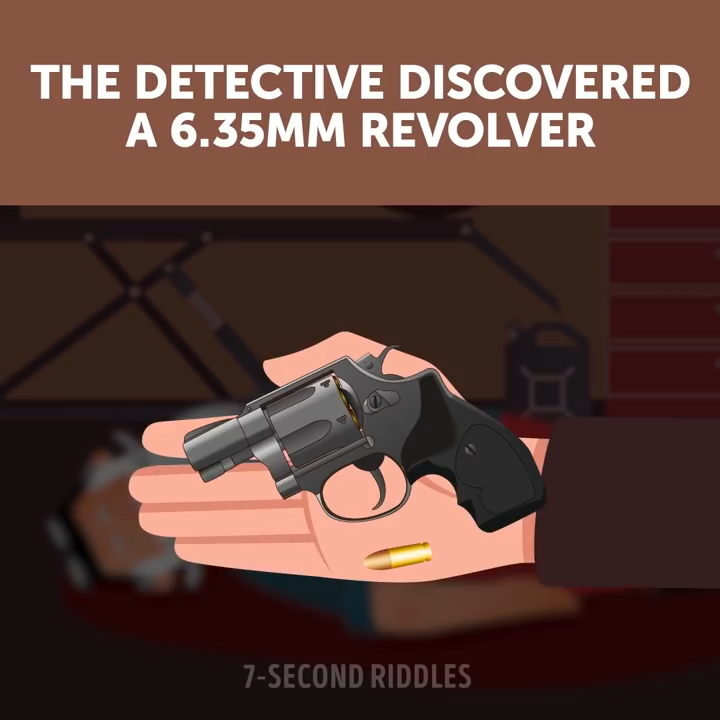 THE DETECTIVE DISCOVERED
A 6.35MM REVOLVER
7-SECOND RIDDLES